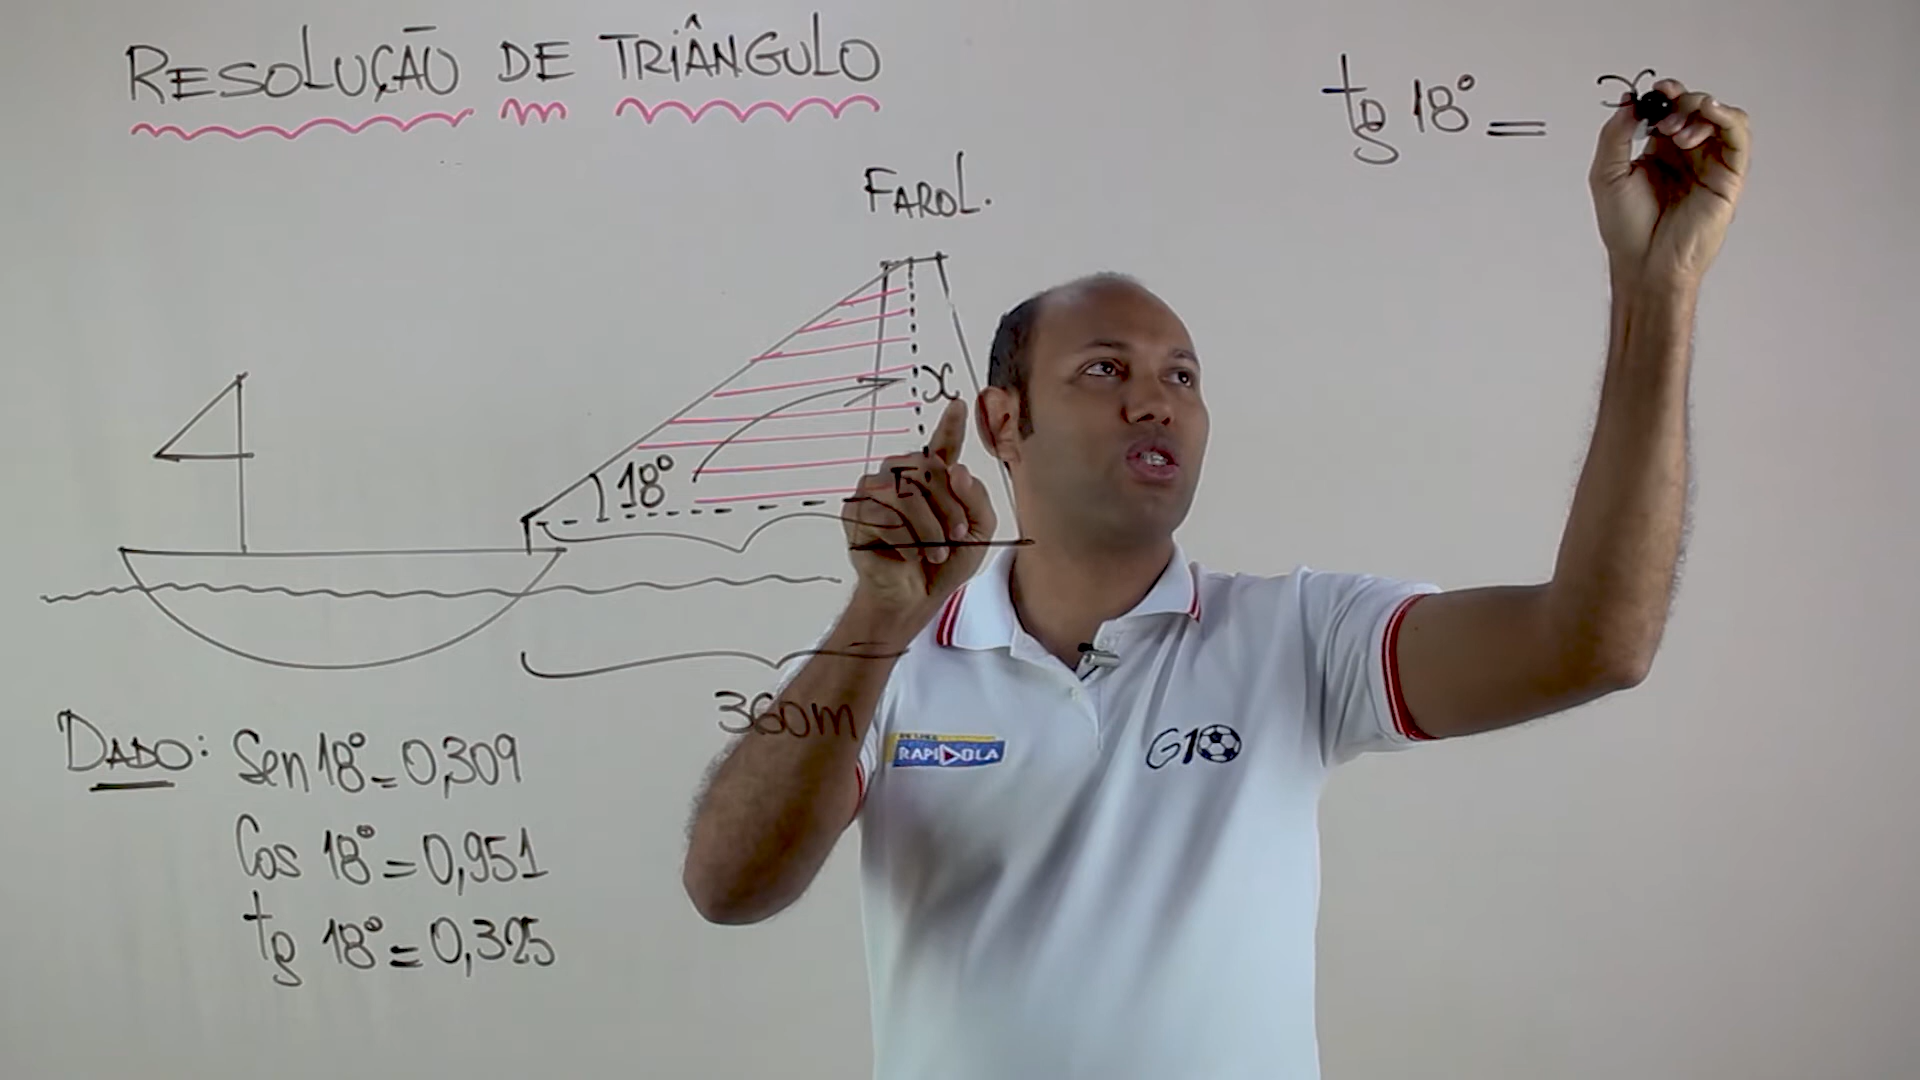 RESOLUÇÃO DE TRIÂNGULO
tg 18° = x
FAROL.
x
18°
360m
DADO: Sen 18° = 0,309
Cos 18° = 0,951
tg 18° = 0,325
RAPIDOLA
G10